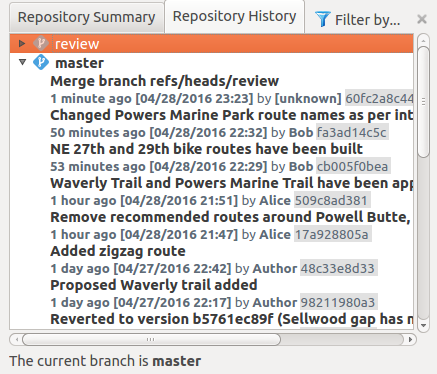 Repository Summary Repository History Filter by...
review
master
Merge branch refs/heads/review
1 minute ago [04/28/2016 23:23] by [unknown] 60fc2a8c44
Changed Powers Marine Park route names as per int
50 minutes ago [04/28/2016 22:32] by Bob fa3ad14c5c
NE 27th and 29th bike routes have been built
53 minutes ago [04/28/2016 22:29] by Bob cb005f0bea
Waverly Trail and Powers Marine Trail have been app
1 hour ago [04/28/2016 21:51] by Alice 509c8ad381
Remove recommended routes around Powell Butte,
1 hour ago [04/28/2016 21:47] by Alice 17a928805a
Added zigzag route
1 day ago [04/27/2016 22:42] by Author 48c33e8d33
Proposed Waverly trail added
1 day ago [04/27/2016 22:17] by Author 98211980a3
Reverted to version b5761ec89f (Sellwood gap has n
The current branch is master